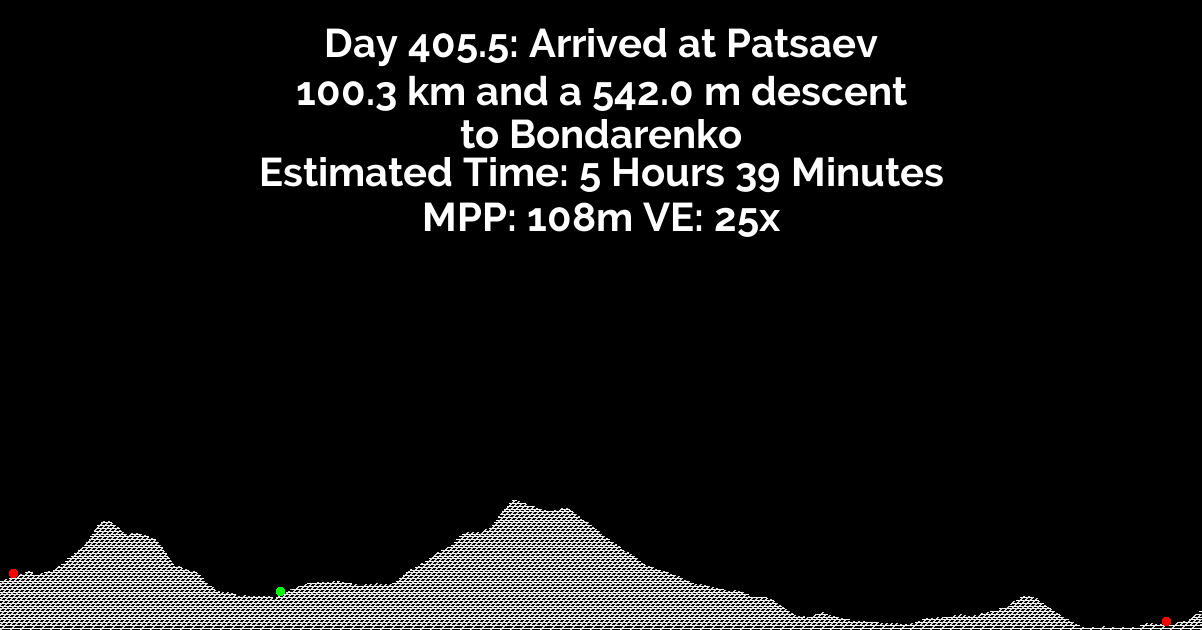 Day 405.5: Arrived at Patsaev
100.3 km and a 542.0 m descent
to Bondarenko
Estimated Time: 5 Hours 39 Minutes
MPP: 108m VE: 25x